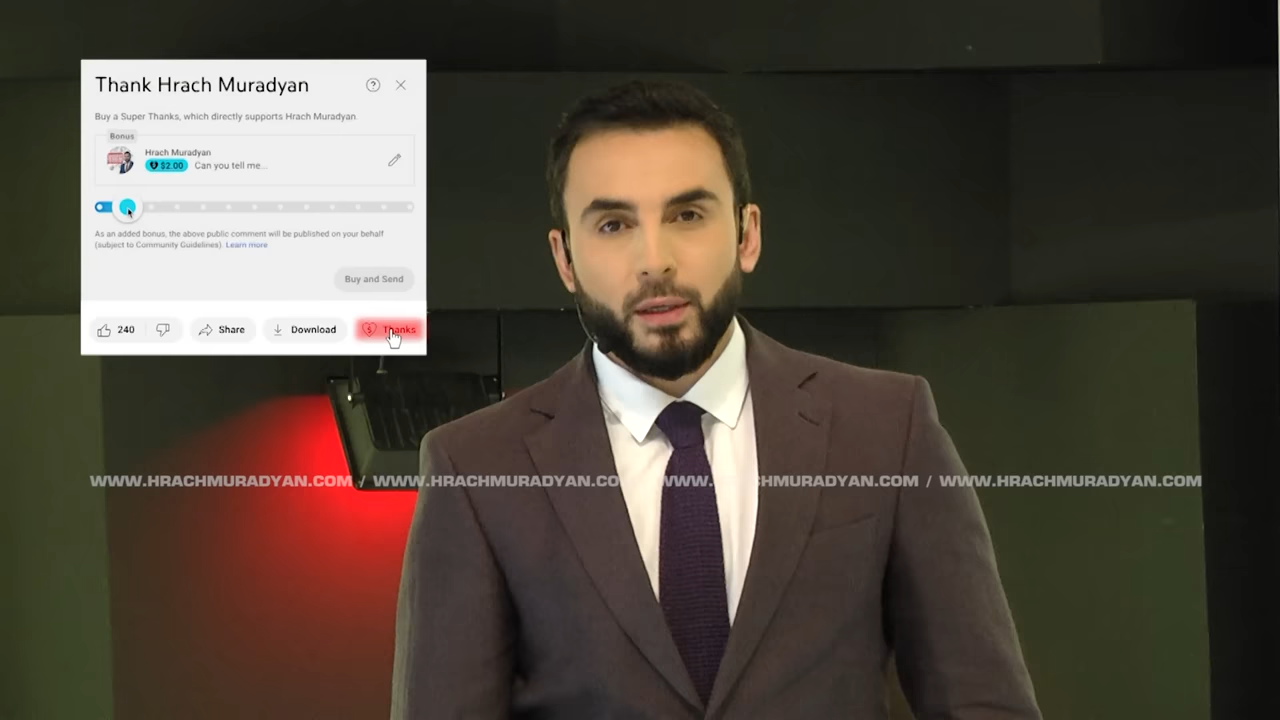 Thank Hrach Muradyan
Buy a Super Thanks, which directly supports Hrach Muradyan
Bonus
Hrach Muradyan
$2.00 Can you tell me...
As an added bonus, the above public comment will be published on your behalf
(subject to Community Guidelines). Learn more
Buy and Send
240 Share Download Thanks
WWW.HRACHMURADYAN.COM / WWW.HRACHMURADYAN.CO WWW.HRACHMURADYAN.COM / WWW.HRACHMURADYAN.COM